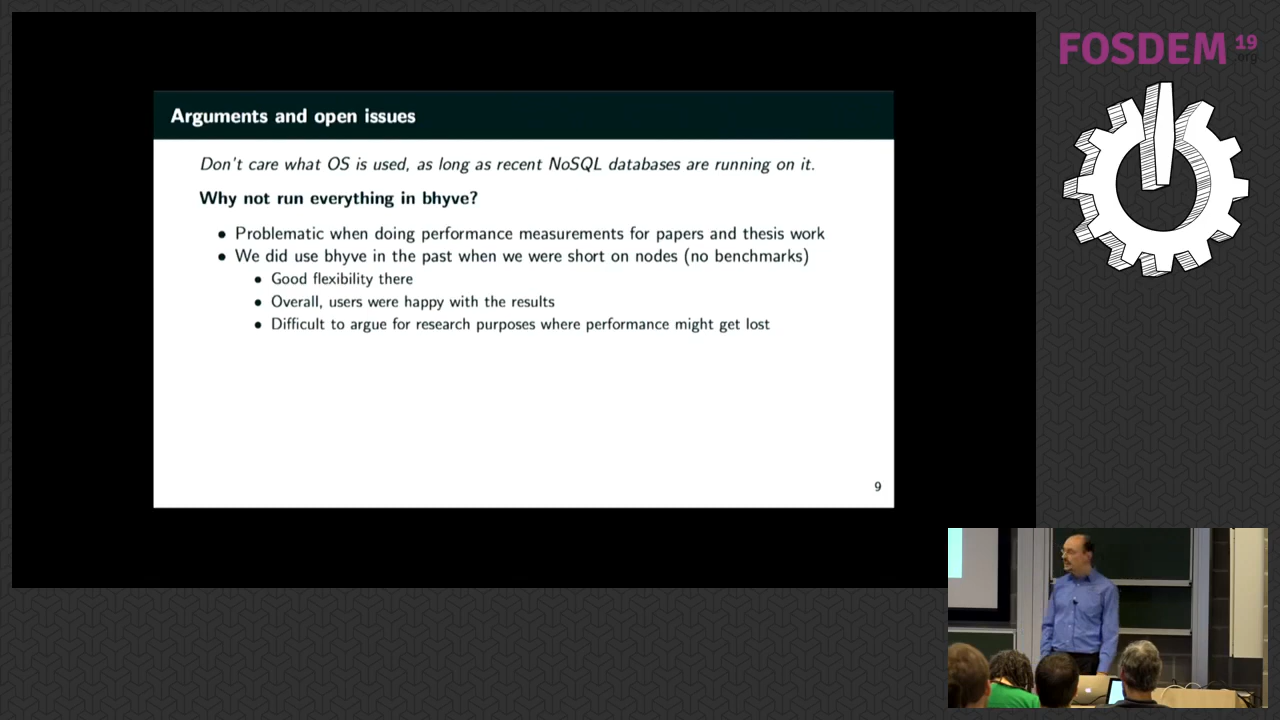 FOSDEM 19
.org
Arguments and open issues
Don't care what OS is used, as long as recent NoSQL databases are running on it.
Why not run everything in bhyve?
• Problematic when doing performance measurements for papers and thesis work
• We did use bhyve in the past when we were short on nodes (no benchmarks)
• Good flexibility there
• Overall, users were happy with the results
• Difficult to argue for research purposes where performance might get lost
9